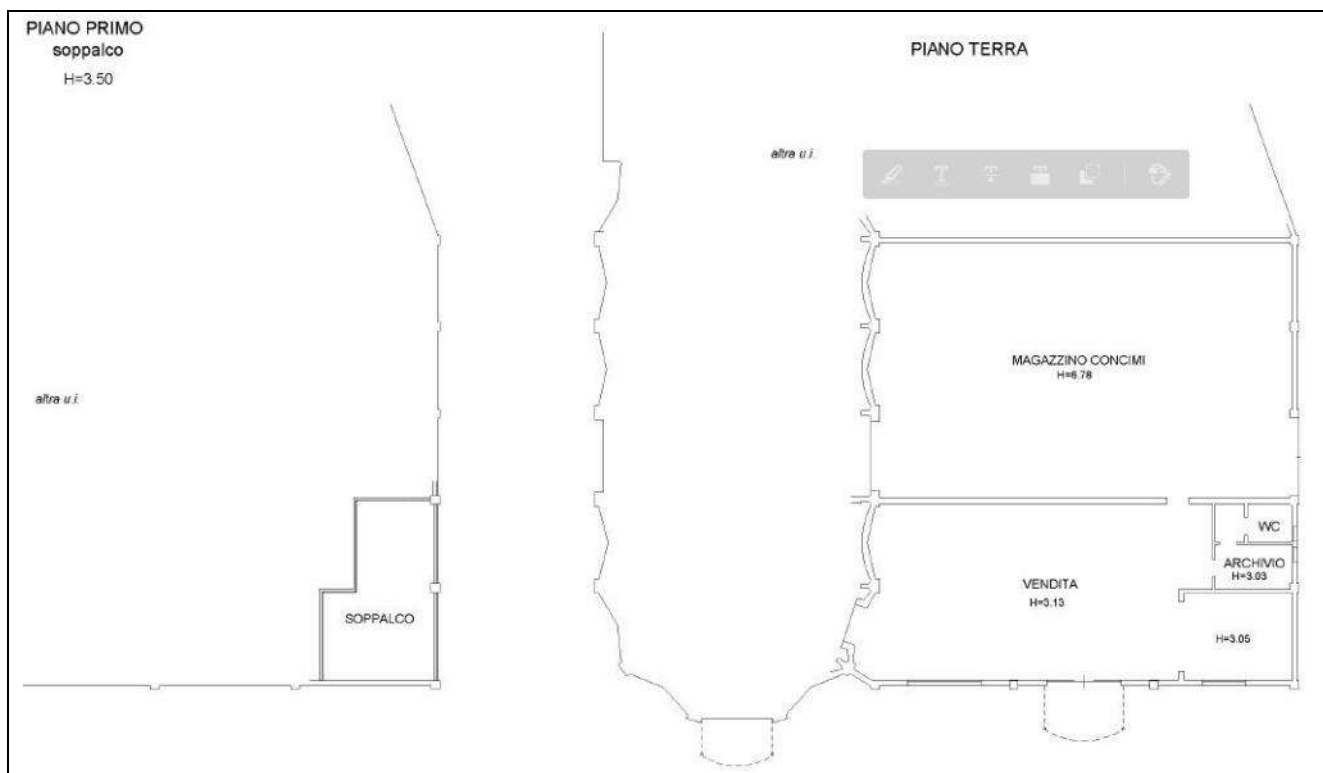 PIANO PRIMO
soppalco
H=3.50
PIANO TERRA
altra u.i.
MAGAZZINO CONCIMI
H=6.78
altra u.i.
WC
ARCHIVIO
H=3.03
VENDITA
H=3.13
SOPPALCO
H=3.05